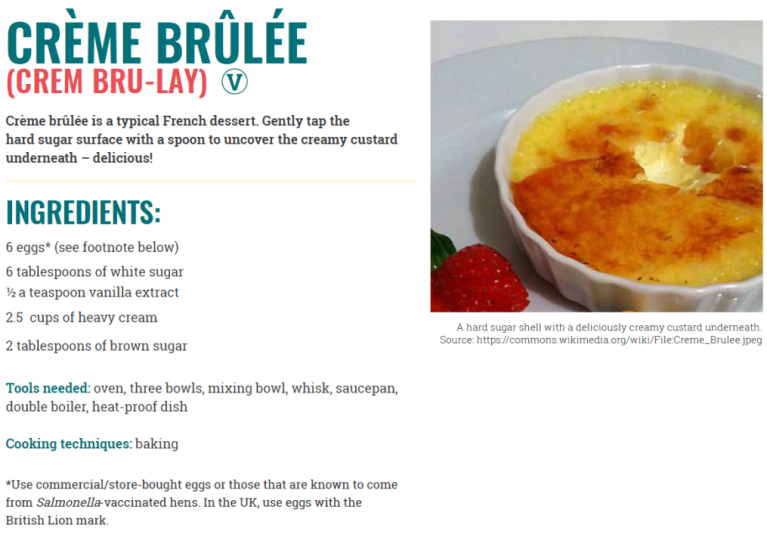 CRÈME BRÛLÉE
(CREM BRU-LAY) Ⓥ
Crème brûlée is a typical French dessert. Gently tap the
hard sugar surface with a spoon to uncover the creamy custard
underneath – delicious!
INGREDIENTS:
6 eggs* (see footnote below)
6 tablespoons of white sugar
½ a teaspoon vanilla extract
2.5 cups of heavy cream
2 tablespoons of brown sugar
Tools needed: oven, three bowls, mixing bowl, whisk, saucepan,
double boiler, heat-proof dish
Cooking techniques: baking
*Use commercial/store-bought eggs or those that are known to come
from Salmonella-vaccinated hens. In the UK, use eggs with the
British Lion mark.
A hard sugar shell with a deliciously creamy custard underneath.
Source: https://commons.wikimedia.org/wiki/File:Creme_Brulee.jpeg